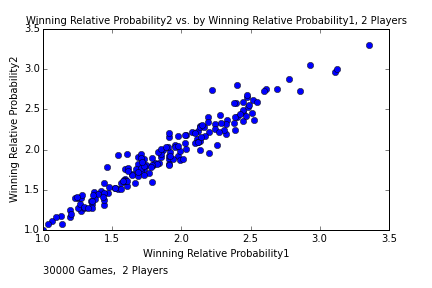 Winning Relative Probability2 vs. by Winning Relative Probability1, 2 Players
3.5
3.0
2.5
2.0
1.5
1.0
Winning Relative Probability2
1.0 1.5 2.0 2.5 3.0 3.5
Winning Relative Probability1
30000 Games, 2 Players